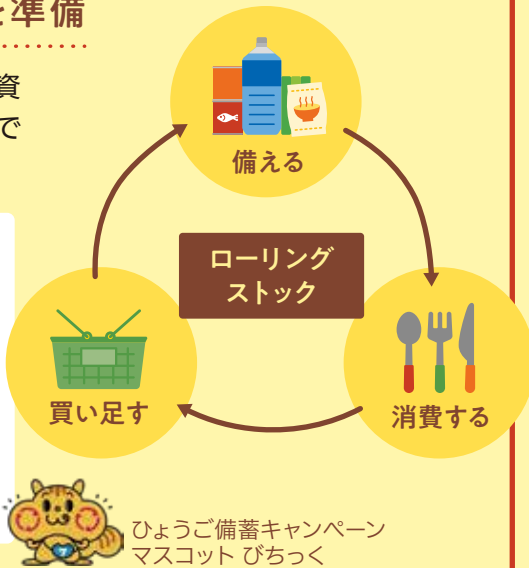 を準備
資
で
備える
ローリング
ストック
買い足す
消費する
ひょうご備蓄キャンペーン
マスコット びちっく